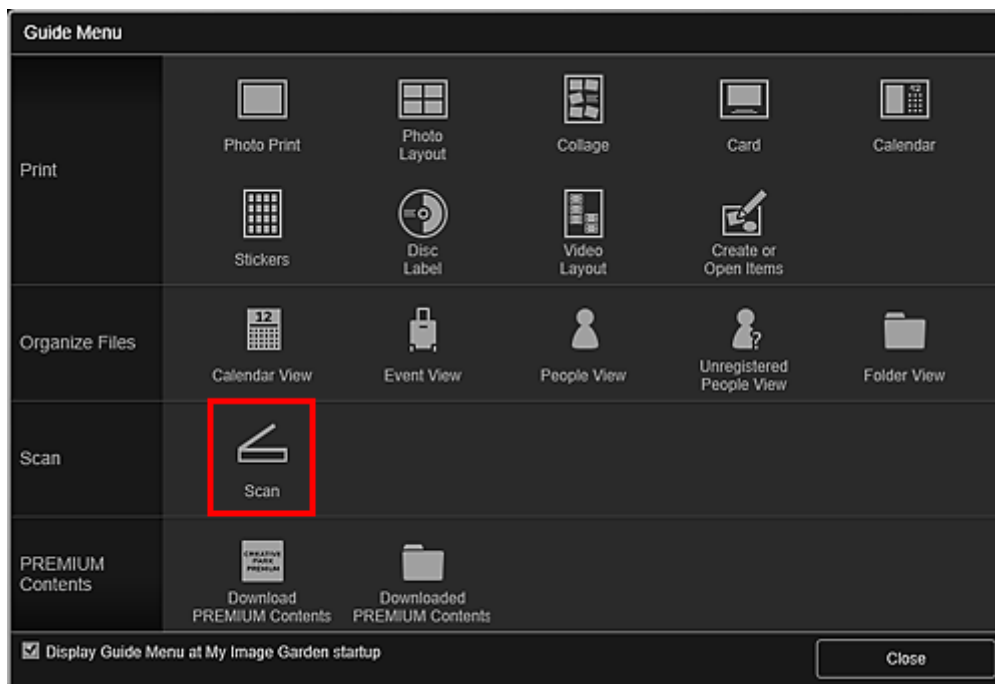 Guide Menu
Print
Photo Print
Photo
Layout
Collage
Card
12
Calendar
Stickers
Disc
Label
Video
Layout
Create or
Open Items
Organize Files
12
Calendar View
Event View
People View
?
Unregistered
People View
Folder View
Scan
Scan
PREMIUM
Contents
CREATIVE
PARK
PREMIUM
Download
PREMIUM Contents
Downloaded
PREMIUM Contents
Display Guide Menu at My Image Garden startup
Close